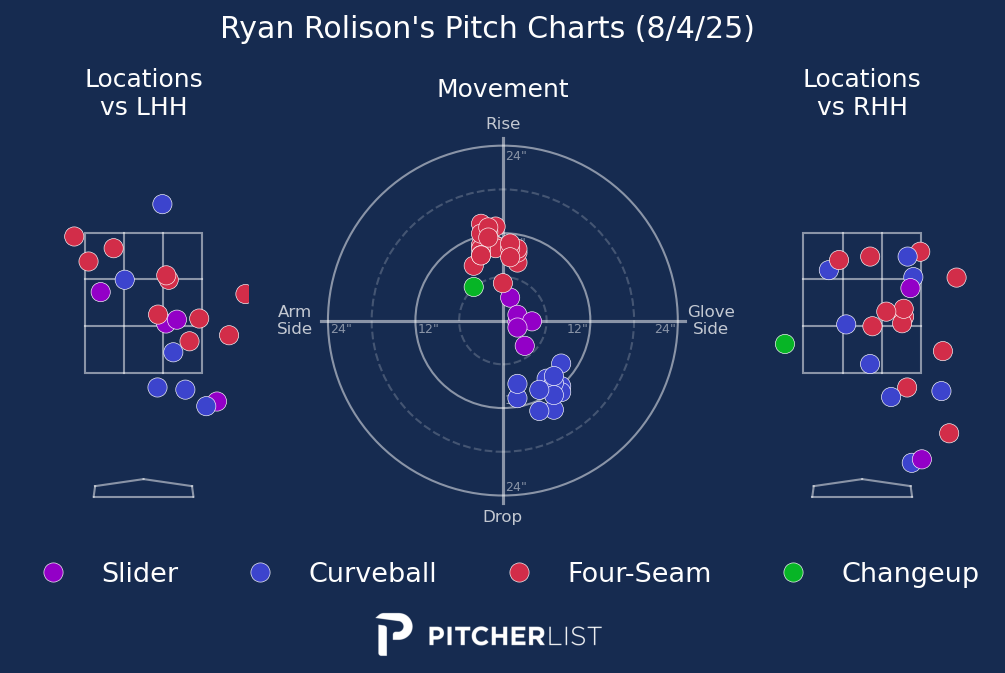 Ryan Rolison's Pitch Charts (8/4/25)
Locations
vs LHH
Movement
Locations
vs RHH
Rise
24"
Arm
Side
24"
12"
12"
24"
Glove
Side
24"
Drop
Slider
Curveball
Four-Seam
Changeup
PITCHERLIST